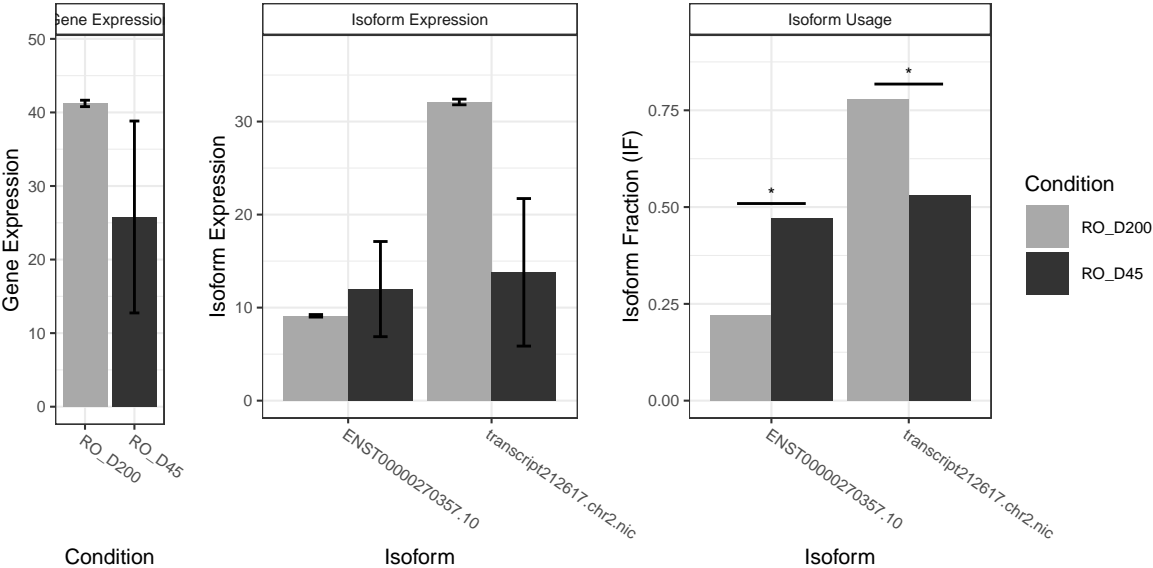 Gene Expression
Isoform Expression
Isoform Usage
Gene Expression
50
40
30
20
10
0
RO_D200
RO_D45
Condition
Isoform Expression
30
20
10
0
ENST00000270357.10
transcript212617.chr2.nic
Isoform
Isoform Fraction (IF)
0.75
0.50
0.25
0.00
*
*
ENST00000270357.10
transcript212617.chr2.nic
Isoform
Condition
RO_D200
RO_D45